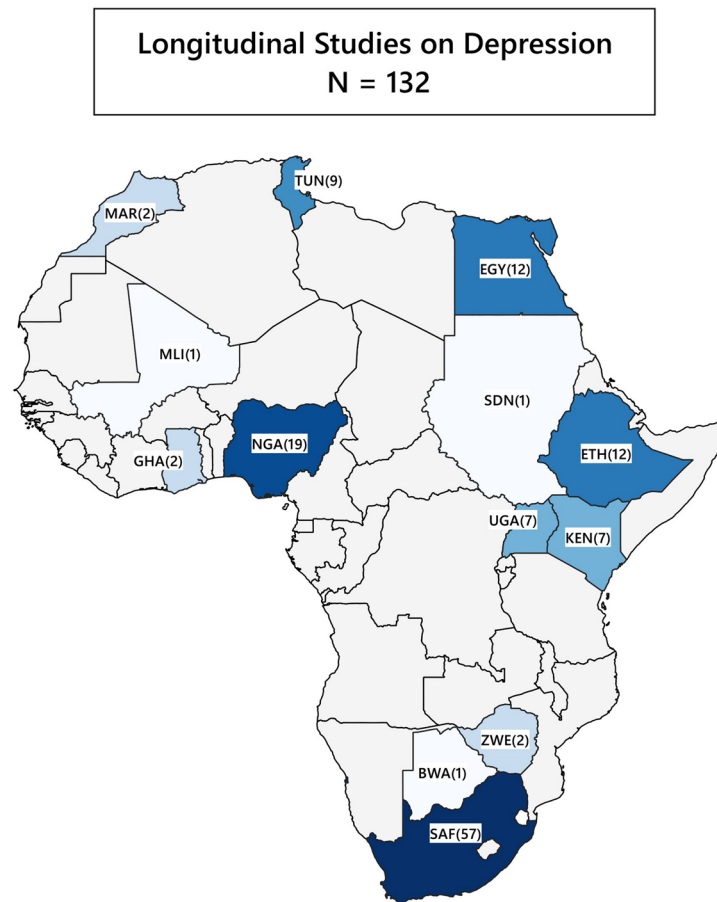 Longitudinal Studies on Depression
N = 132
TUN(9)
MAR(2)
EGY(12)
MLI(1)
SDN(1)
NGA(19)
ETH(12)
GHA(2)
UGA(7)
KEN(7)
ZWE(2)
BWA(1)
SAF(57)